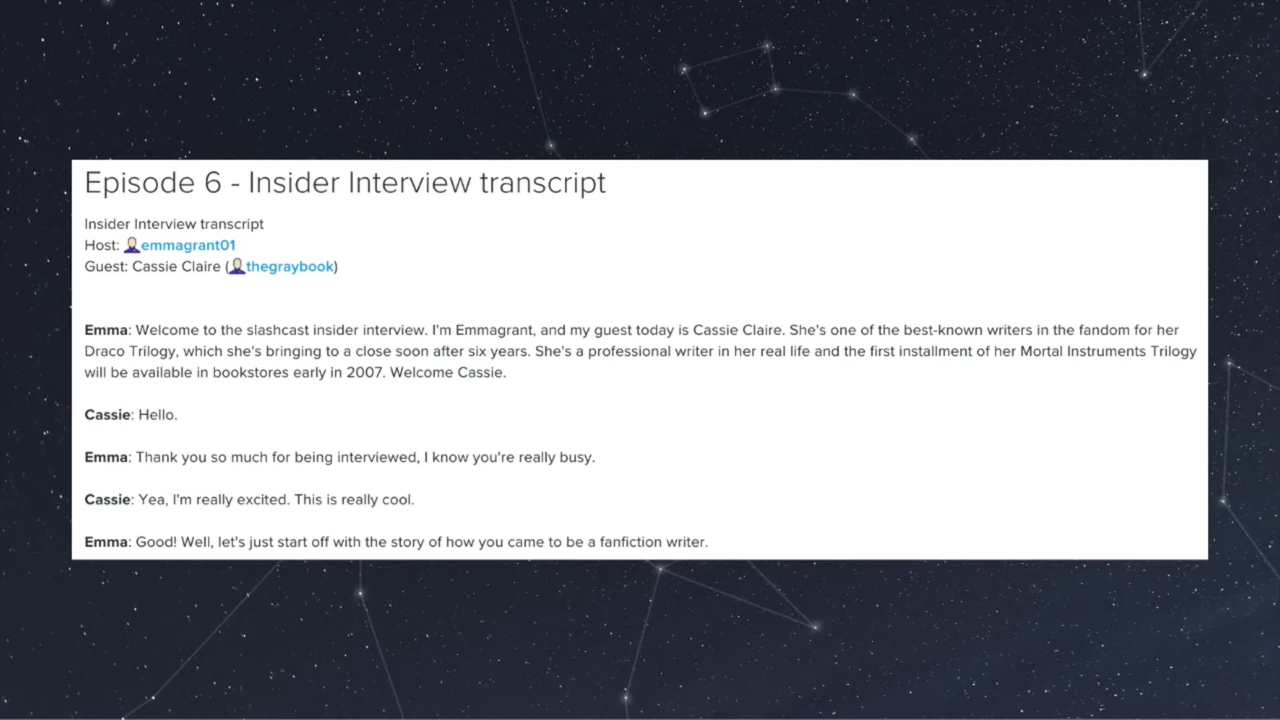 Episode 6 - Insider Interview transcript
Insider Interview transcript
Host: emmagrant01
Guest: Cassie Claire (thegraybook)
Emma: Welcome to the slashcast insider interview. I'm Emmagrant, and my guest today is Cassie Claire. She's one of the best-known writers in the fandom for her
Draco Trilogy, which she's bringing to a close soon after six years. She's a professional writer in her real life and the first installment of her Mortal Instruments Trilogy
will be available in bookstores early in 2007. Welcome Cassie.
Cassie: Hello.
Emma: Thank you so much for being interviewed, I know you're really busy.
Cassie: Yea, I'm really excited. This is really cool.
Emma: Good! Well, let's just start off with the story of how you came to be a fanfiction writer.